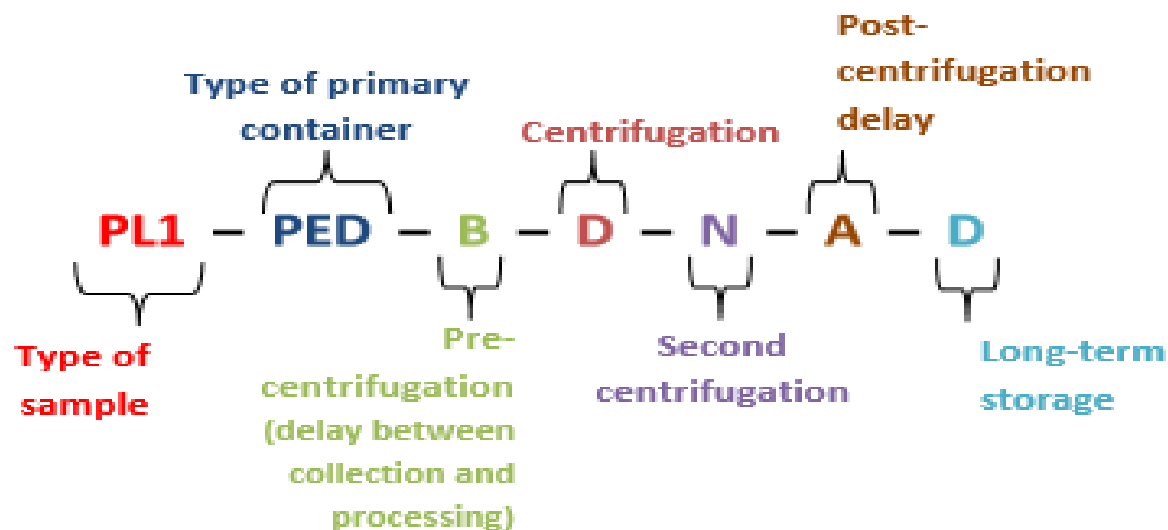 Post-
centrifugation
delay
Type of primary
container
Centrifugation
PL1 – PED – B – D – N – A – D
Type of
sample
Pre-
centrifugation
(delay between
collection and
processing)
Second
centrifugation
Long-term
storage